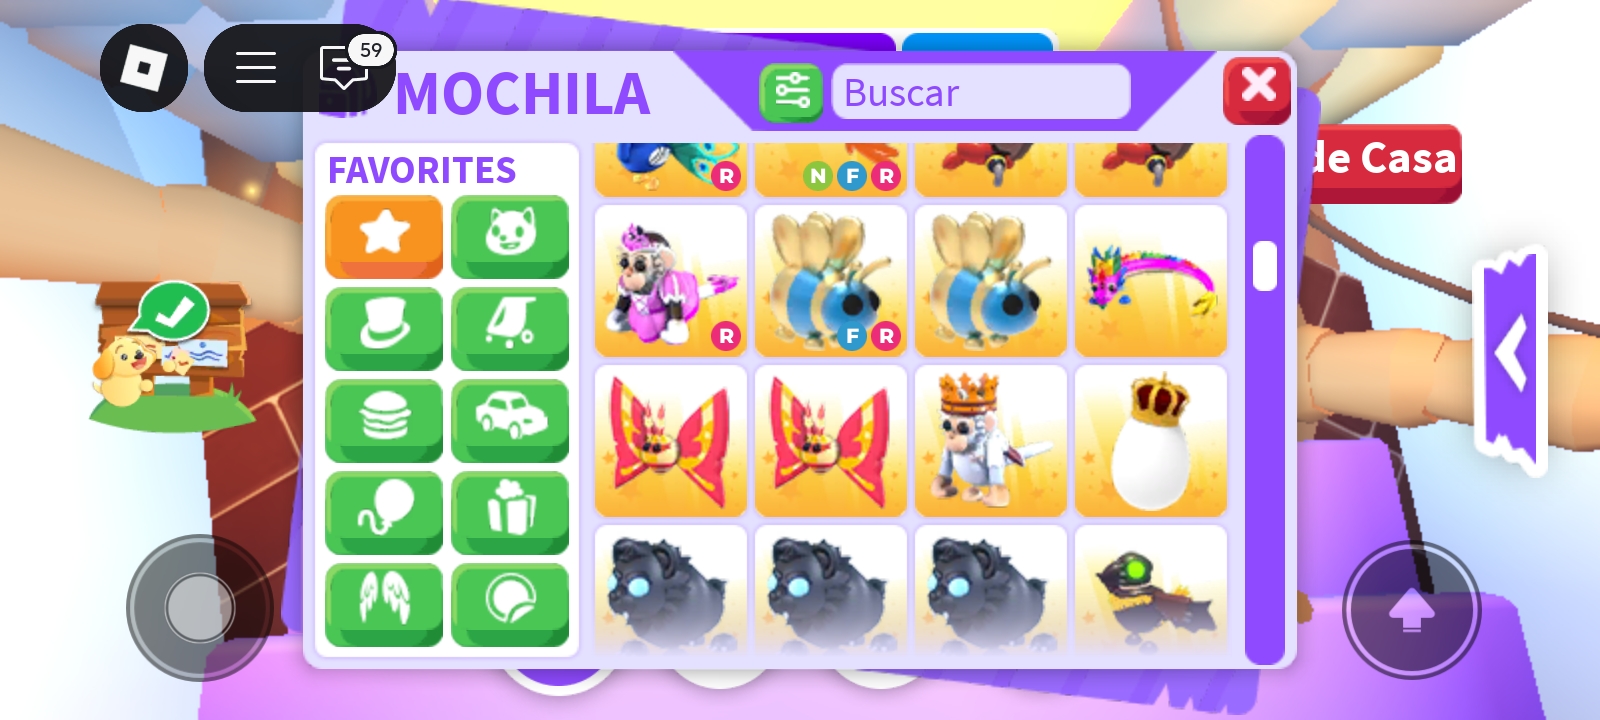 59
MOCHILA
Buscar
de Casa
FAVORITES
R
N F R
R
F R